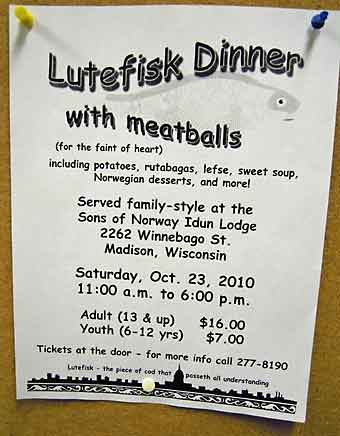 Lutefisk Dinner
with meatballs
(for the faint of heart)
including potatoes, rutabagas, lefse, sweet soup,
Norwegian desserts, and more!
Served family-style at the
Sons of Norway Idun Lodge
2262 Winnebago St.
Madison, Wisconsin
Saturday, Oct. 23, 2010
11:00 a.m. to 6:00 p.m.
Adult (13 & up) $16.00
Youth (6-12 yrs) $7.00
Tickets at the door - for more info call 277-8190
Lutefisk - the piece of cod that passeth all understanding